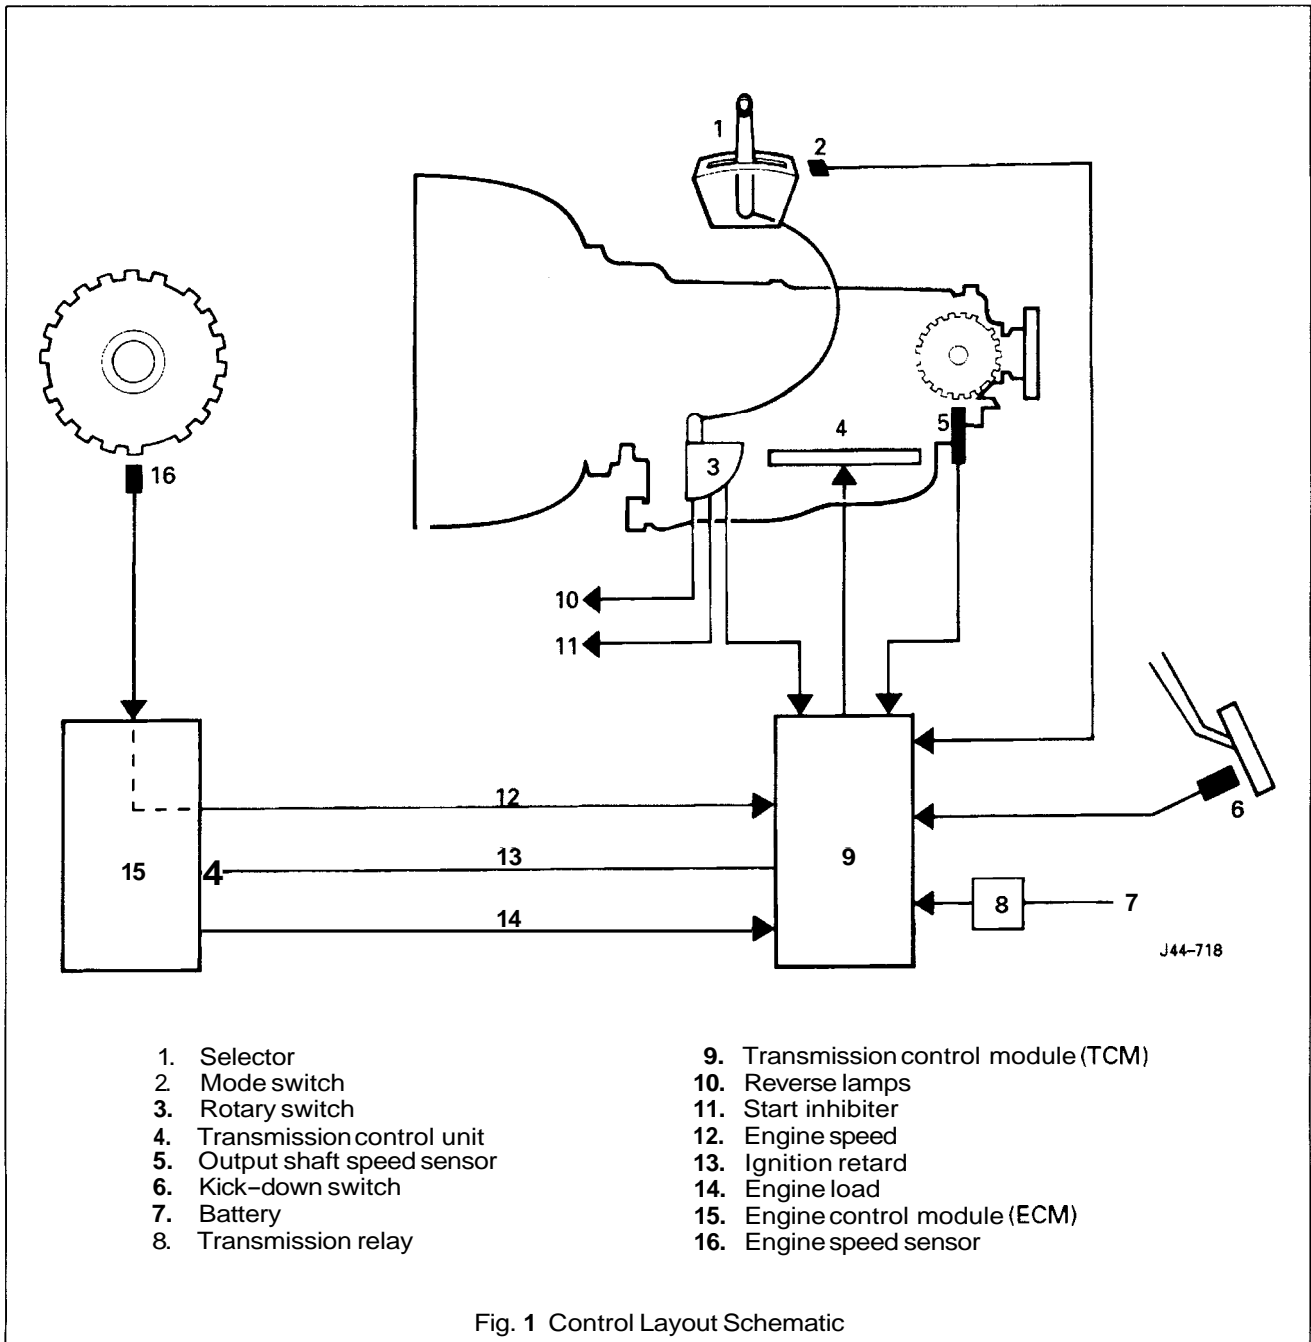 1
2
3
4
5
16
10
11
6
12
15
4
13
9
14
8
7
J44-718
1. Selector
2. Mode switch
3. Rotary switch
4. Transmission control unit
5. Output shaft speed sensor
6. Kick-down switch
7. Battery
8. Transmission relay
9. Transmission control module (TCM)
10. Reverse lamps
11. Start inhibiter
12. Engine speed
13. Ignition retard
14. Engine load
15. Engine control module (ECM)
16. Engine speed sensor
Fig. 1 Control Layout Schematic